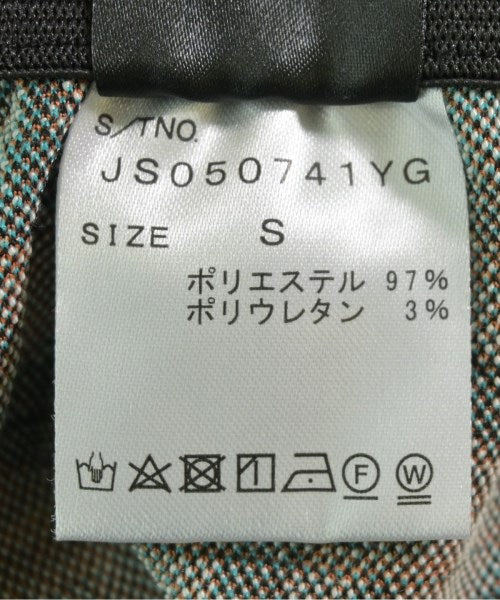 S/TNO.
JS050741YG
SIZE S
ポリエステル 97%
ポリウレタン 3%
F W